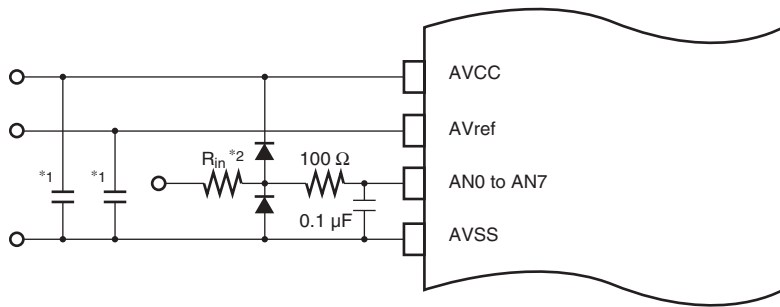 AVCC
AVref
Rin *2
100 Ω
*1
*1
AN0 to AN7
0.1 µF
AVSS